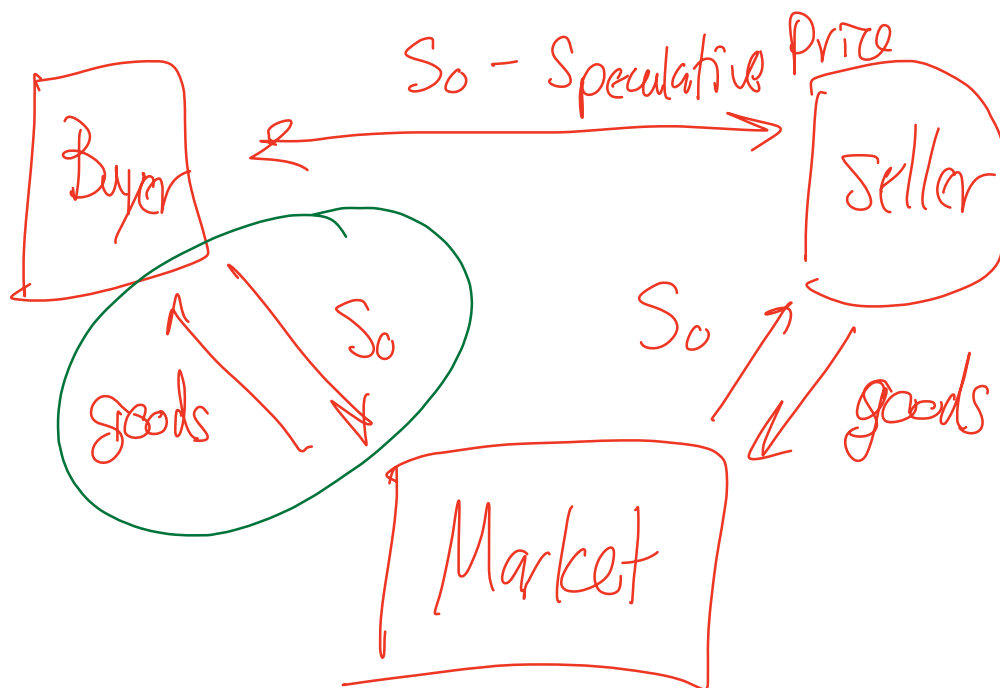 So - Speculative Price
Buyer
Seller
So
So
goods
goods
Market